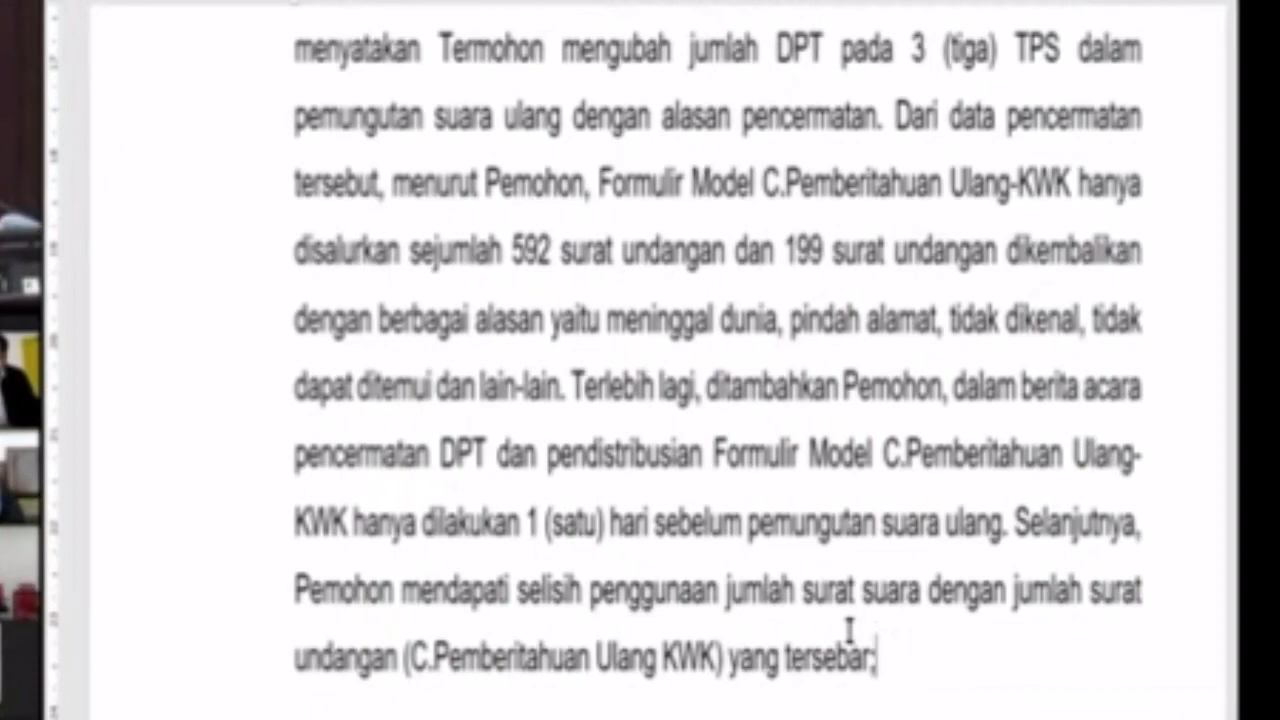 menyatakan Termohon mengubah jumlah DPT pada 3 (tiga) TPS dalam
pemungutan suara ulang dengan alasan pencermatan. Dari data pencermatan
tersebut, menurut Pemohon, Formulir Model C.Pemberitahuan Ulang-KWK hanya
disalurkan sejumlah 592 surat undangan dan 199 surat undangan dikembalikan
dengan berbagai alasan yaitu meninggal dunia, pindah alamat, tidak dikenal, tidak
dapat ditemui dan lain-lain. Terlebih lagi, ditambahkan Pemohon, dalam berita acara
pencermatan DPT dan pendistribusian Formulir Model C.Pemberitahuan Ulang-
KWK hanya dilakukan 1 (satu) hari sebelum pemungutan suara ulang. Selanjutnya,
Pemohon mendapati selisih penggunaan jumlah surat suara dengan jumlah surat
undangan (C.Pemberitahuan Ulang KWK) yang tersebar;